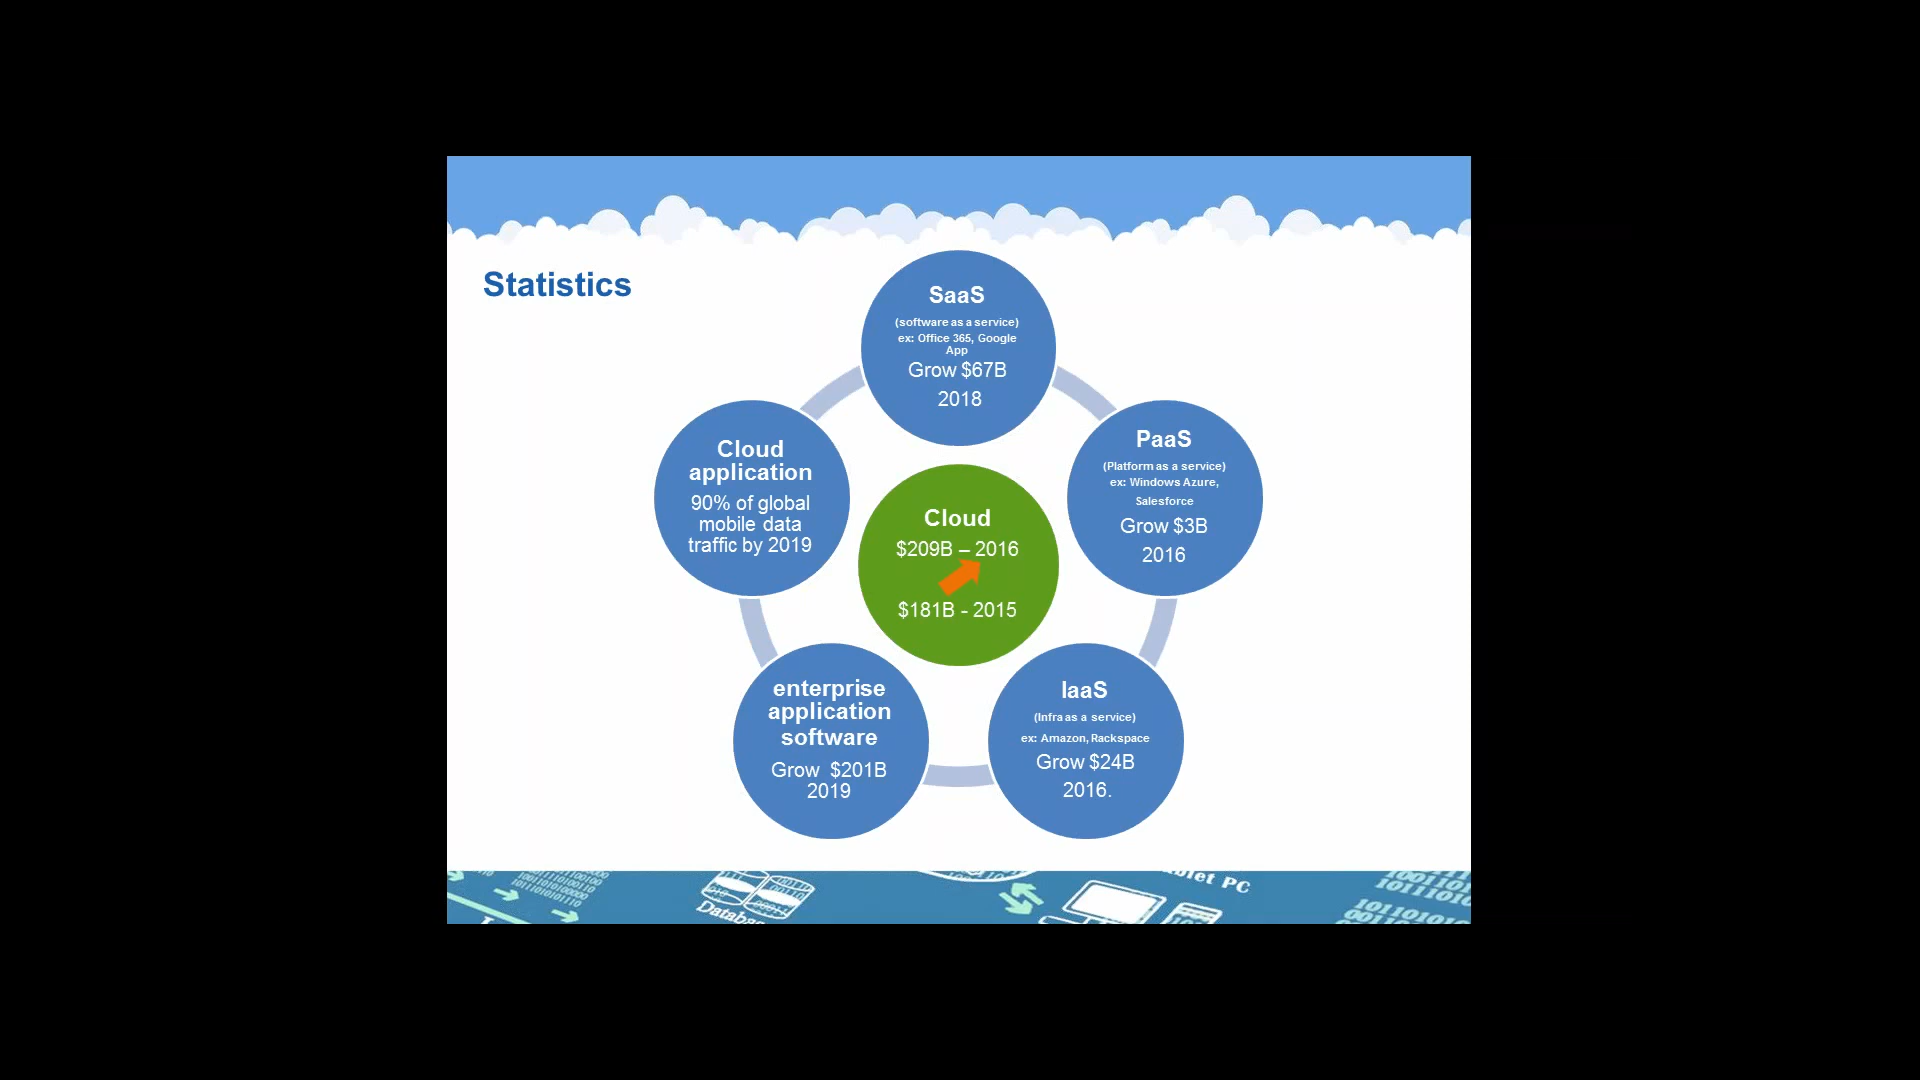 Statistics
SaaS
(software as a service)
ex: Office 365, Google
App
Grow $67B
2018
PaaS
(Platform as a service)
ex: Windows Azure,
Salesforce
Grow $3B
2016
IaaS
(Infra as a service)
ex: Amazon, Rackspace
Grow $24B
2016.
enterprise
application
software
Grow $201B
2019
Cloud
application
90% of global
mobile data
traffic by 2019
Cloud
$209B – 2016
$181B - 2015